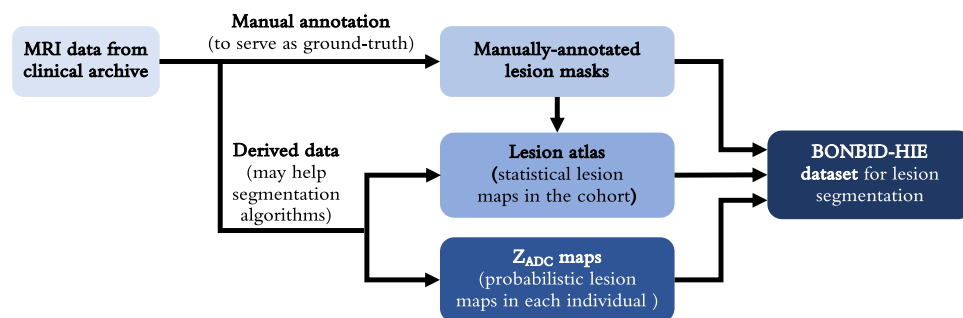 MRI data from
clinical archive
Manual annotation
(to serve as ground-truth)
Manually-annotated
lesion masks
Derived data
(may help
segmentation
algorithms)
Lesion atlas
(statistical lesion
maps in the cohort)
Z_ADC maps
(probabilistic lesion
maps in each individual )
BONBID-HIE
dataset for lesion
segmentation